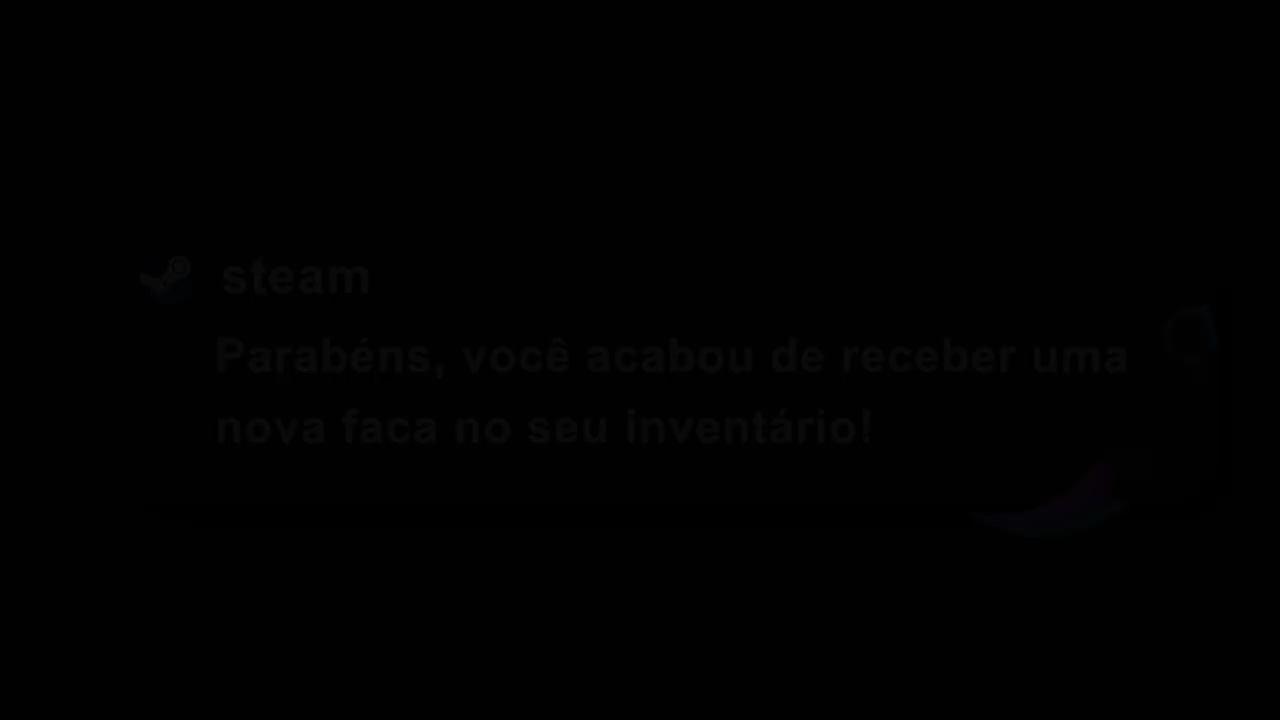 steam
Parabéns, você acabou de receber uma
nova faca no seu inventário!